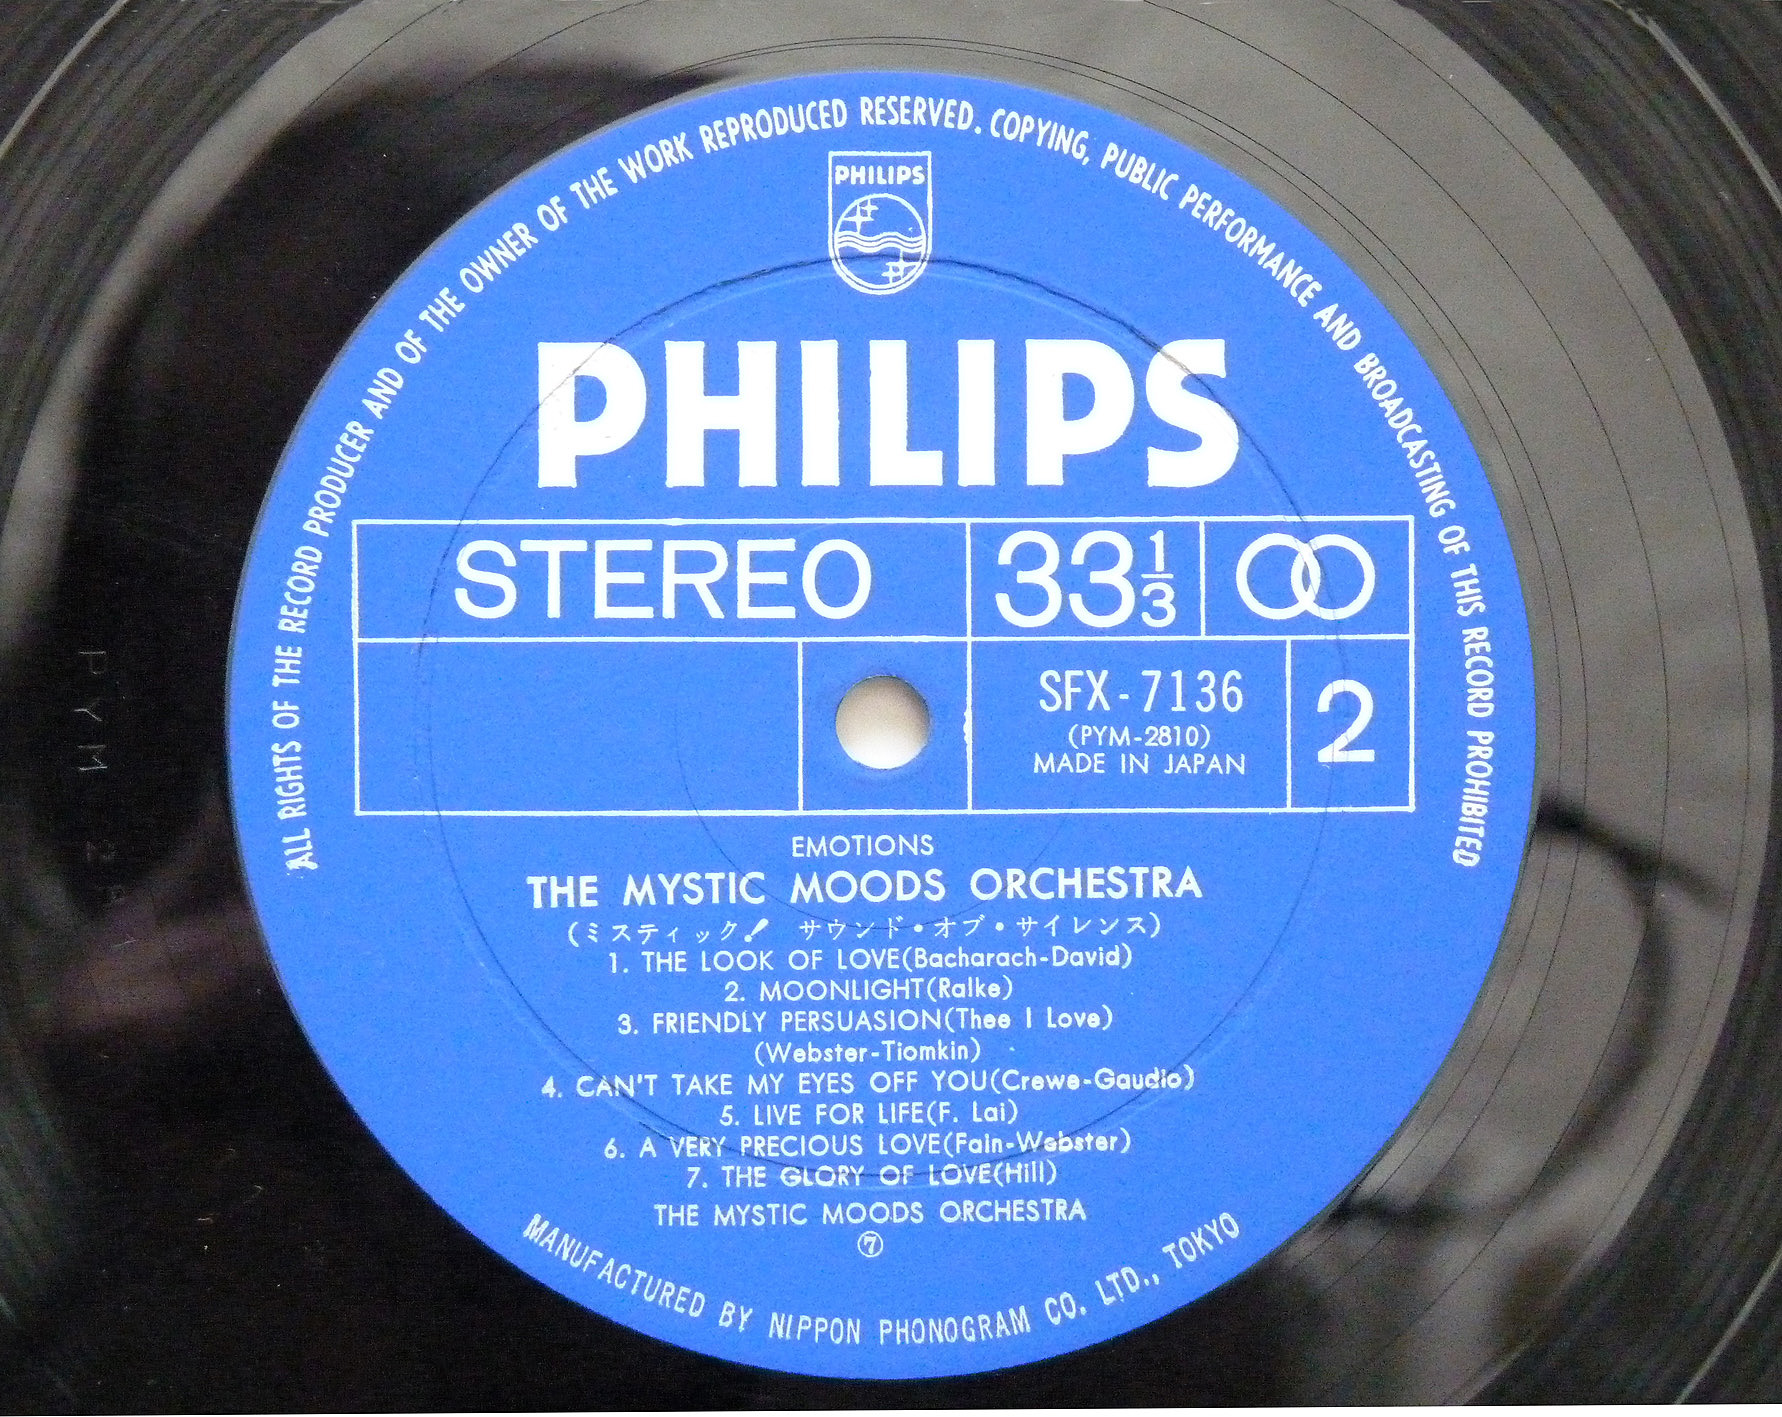 ALL RIGHTS OF THE RECORD PRODUCER AND OF THE OWNER OF THE WORK REPRODUCED RESERVED. COPYING, PUBLIC PERFORMANCE AND BROADCASTING OF THIS RECORD PROHIBITED
PHILIPS
PHILIPS
STEREO 33 1/3
SFX-7136 2
(PYM-2810)
MADE IN JAPAN
EMOTIONS
THE MYSTIC MOODS ORCHESTRA
(ミスティック! サウンド・オブ・サイレンス)
1. THE LOOK OF LOVE(Bacharach-David)
2. MOONLIGHT(Ralke)
3. FRIENDLY PERSUASION(Thee I Love)
(Webster-Tiomkin)
4. CAN'T TAKE MY EYES OFF YOU(Crewe-Gaudio)
5. LIVE FOR LIFE(F. Lai)
6. A VERY PRECIOUS LOVE(Fain-Webster)
7. THE GLORY OF LOVE(Hill)
THE MYSTIC MOODS ORCHESTRA
⑦
MANUFACTURED BY NIPPON PHONOGRAM CO. LTD., TOKYO